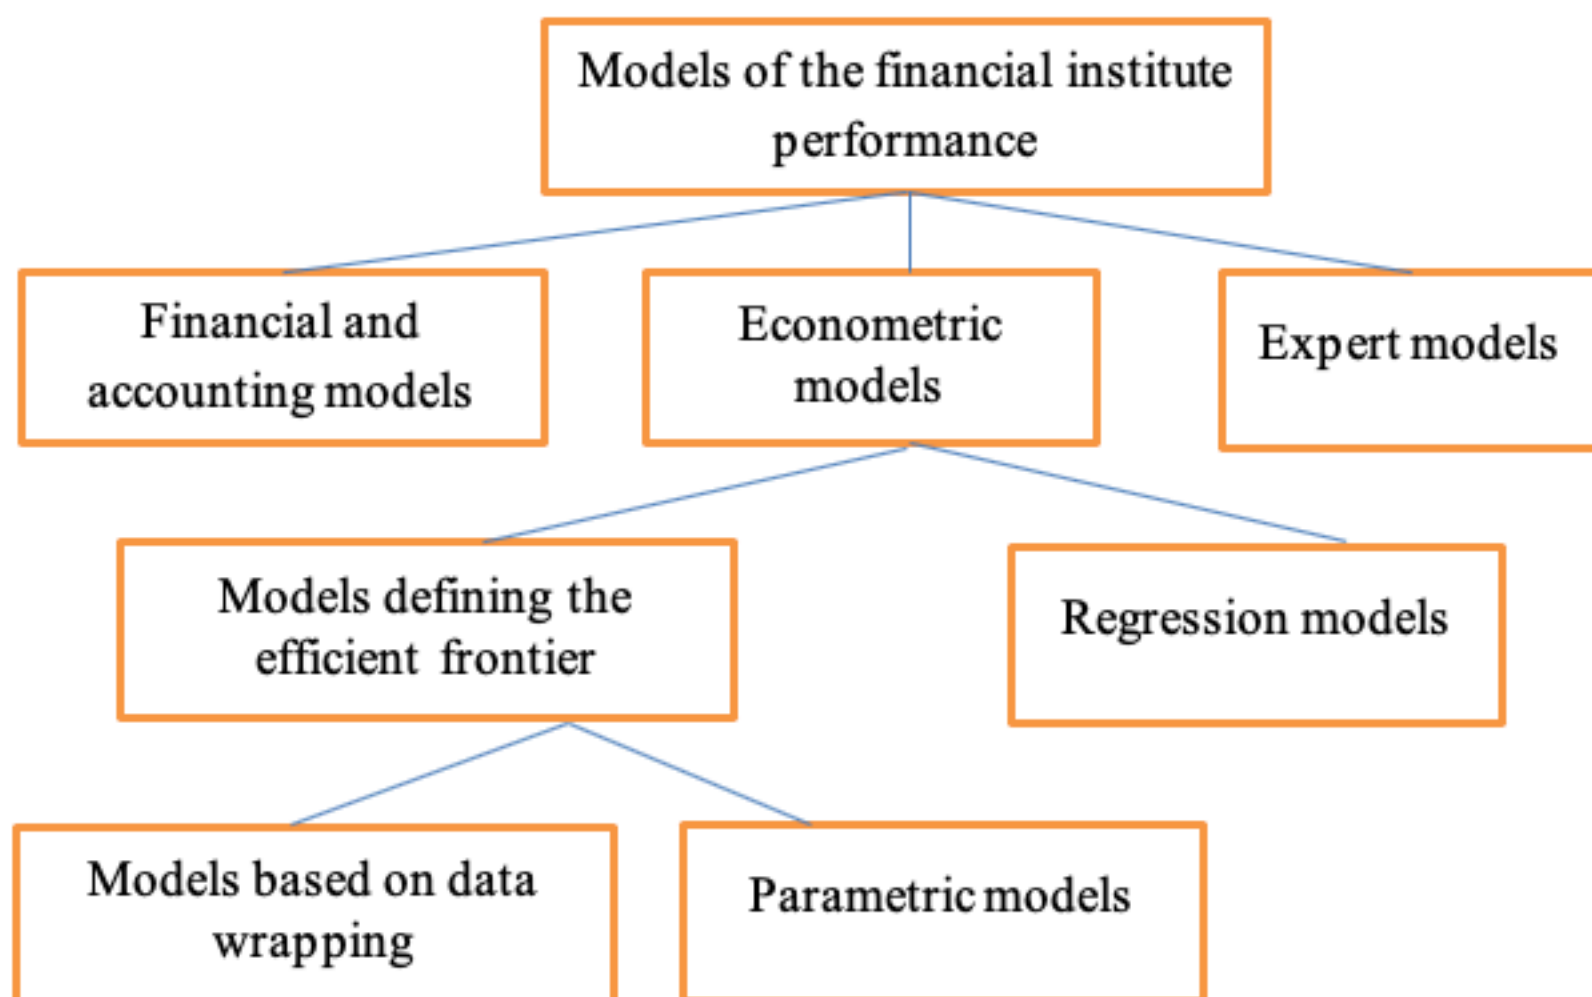 Models of the financial institute
performance
Financial and
accounting models
Econometric
models
Expert models
Models defining the
efficient frontier
Regression models
Models based on data
wrapping
Parametric models